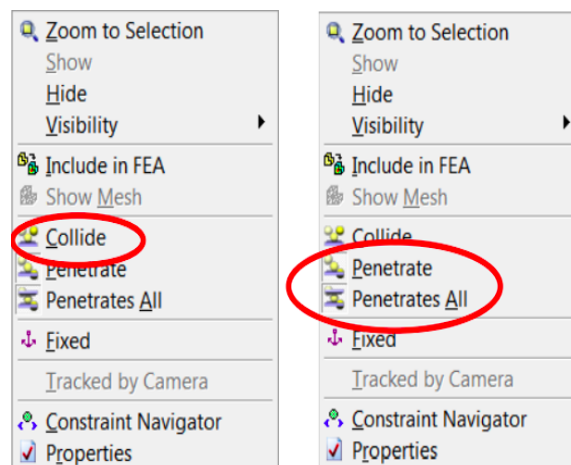 Zoom to Selection
Show
Hide
Visibility
Include in FEA
Show Mesh
Collide
Penetrate
Penetrates All
Fixed
Tracked by Camera
Constraint Navigator
Properties
Zoom to Selection
Show
Hide
Visibility
Include in FEA
Show Mesh
Collide
Penetrate
Penetrates All
Fixed
Tracked by Camera
Constraint Navigator
Properties